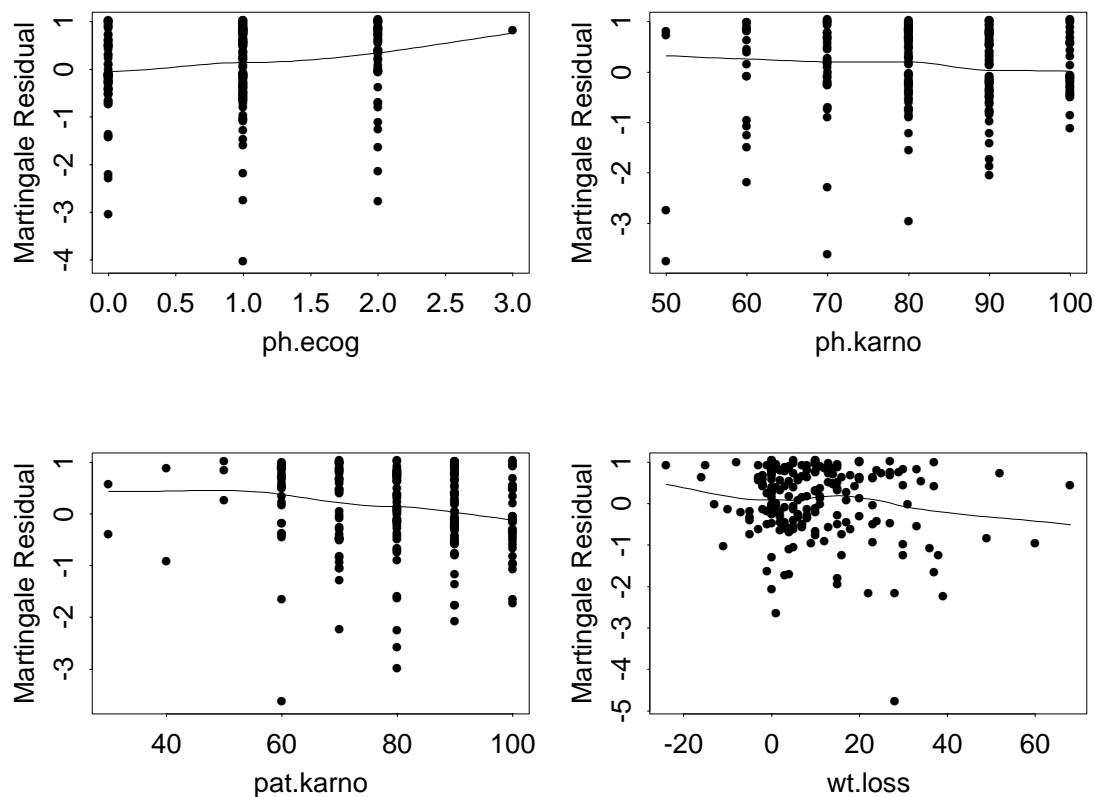 Martingale Residual
1
0
-1
-2
-3
-4
0.0 0.5 1.0 1.5 2.0 2.5 3.0
ph.ecog
Martingale Residual
1
0
-1
-2
-3
50 60 70 80 90 100
ph.karno
Martingale Residual
1
0
-1
-2
-3
40 60 80 100
pat.karno
Martingale Residual
1
0
-1
-2
-3
-4
-5
-20 0 20 40 60
wt.loss